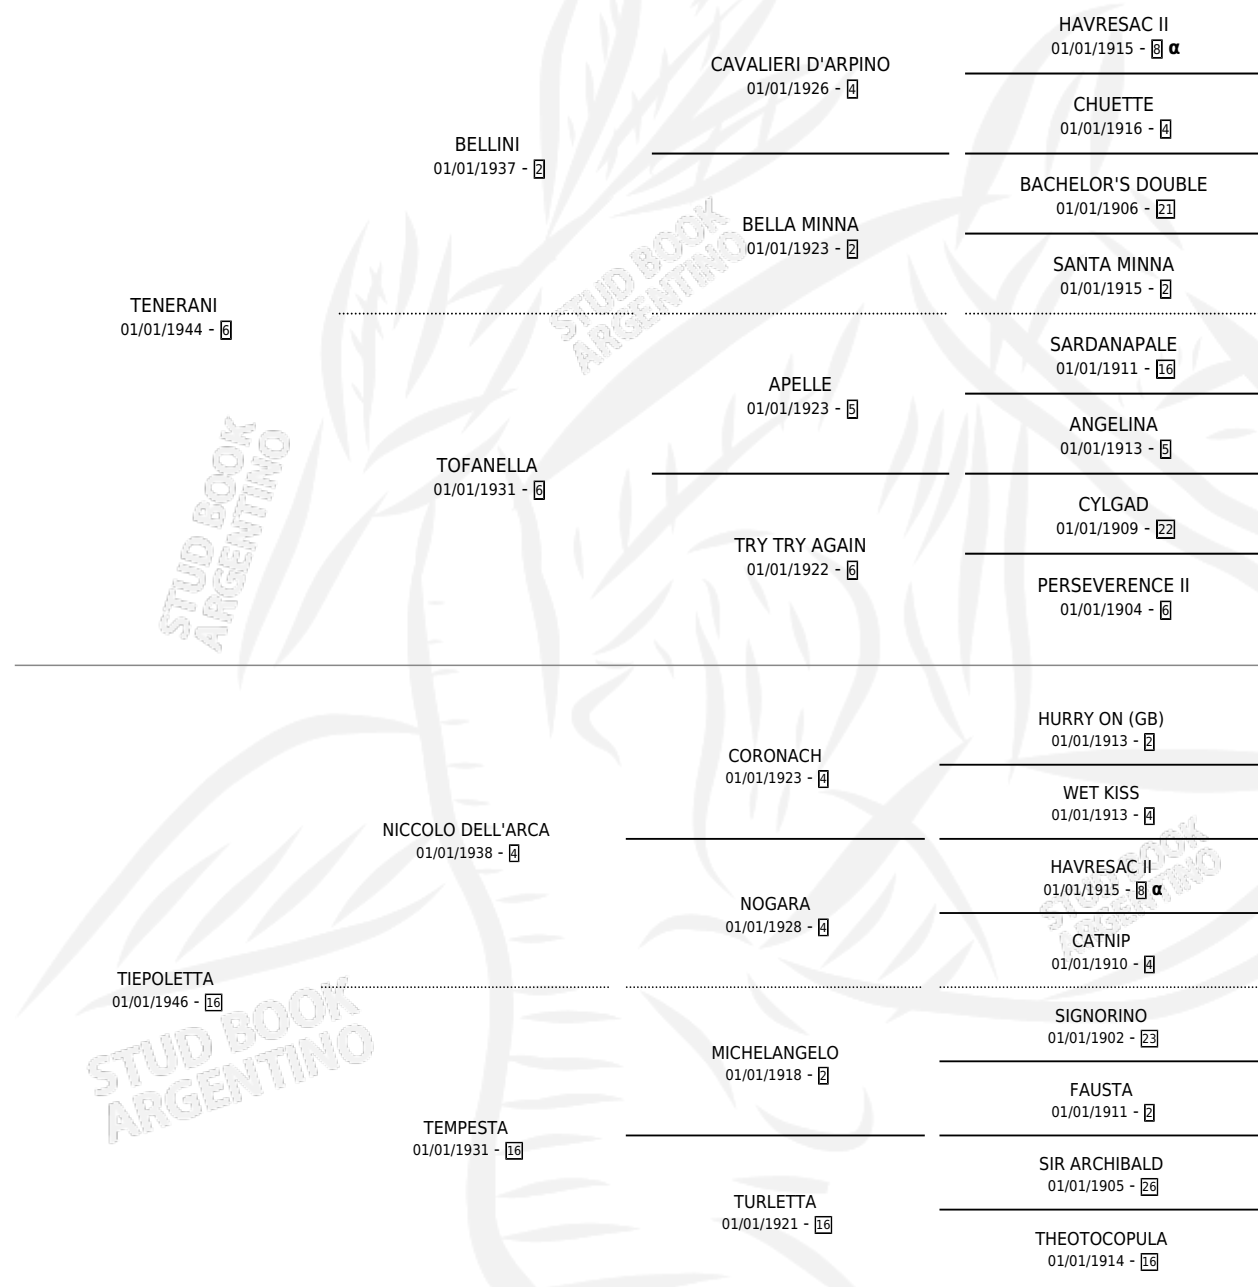 HAVRESAC II
01/01/1915 - 8 α
CAVALIERI D'ARPINO
01/01/1926 - 4
CHUETTE
01/01/1916 - 4
BELLINI
01/01/1937 - 2
BACHELOR'S DOUBLE
01/01/1906 - 21
BELLA MINNA
01/01/1923 - 2
SANTA MINNA
01/01/1915 - 2
TENERANI
01/01/1944 - 6
SARDANAPALE
01/01/1911 - 16
APELLE
01/01/1923 - 5
ANGELINA
01/01/1913 - 5
TOFANELLA
01/01/1931 - 6
CYLGAD
01/01/1909 - 22
TRY TRY AGAIN
01/01/1922 - 6
PERSEVERENCE II
01/01/1904 - 6
HURRY ON (GB)
01/01/1913 - 2
CORONACH
01/01/1923 - 4
WET KISS
01/01/1913 - 4
NICCOLO DELL'ARCA
01/01/1938 - 4
HAVRESAC II
01/01/1915 - 8 α
NOGARA
01/01/1928 - 4
CATNIP
01/01/1910 - 4
TIEPOLETTA
01/01/1946 - 16
SIGNORINO
01/01/1902 - 23
MICHELANGELO
01/01/1918 - 2
FAUSTA
01/01/1911 - 2
TEMPESTA
01/01/1931 - 16
SIR ARCHIBALD
01/01/1905 - 26
TURLETTA
01/01/1921 - 16
THEOTOCOPULA
01/01/1914 - 16
STUD BOOK
ARGENTINO
STUD BOOK
ARGENTINO
STUD BOOK
ARGENTINO
STUD BOOK
ARGENTINO